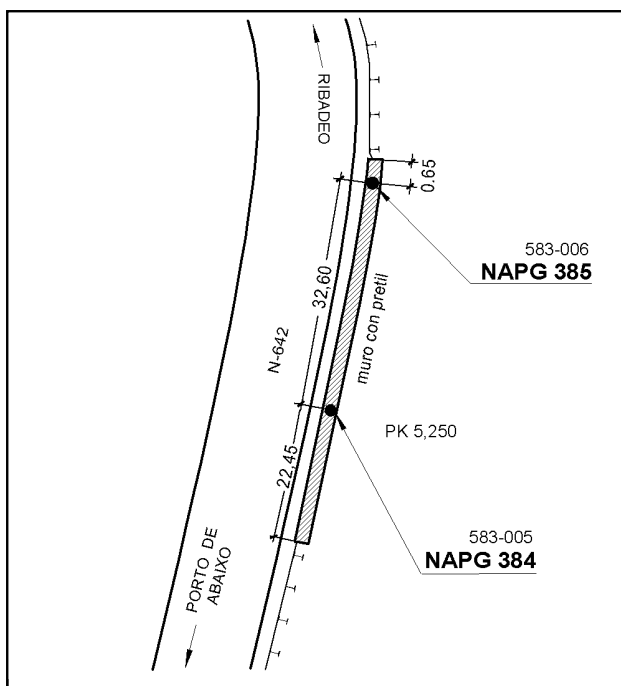 RIBADEO
0.65
32,60
583-006
NAPG 385
muro con pretil
N-642
PK 5,250
22,45
583-005
NAPG 384
PORTO DE
ABAIXO